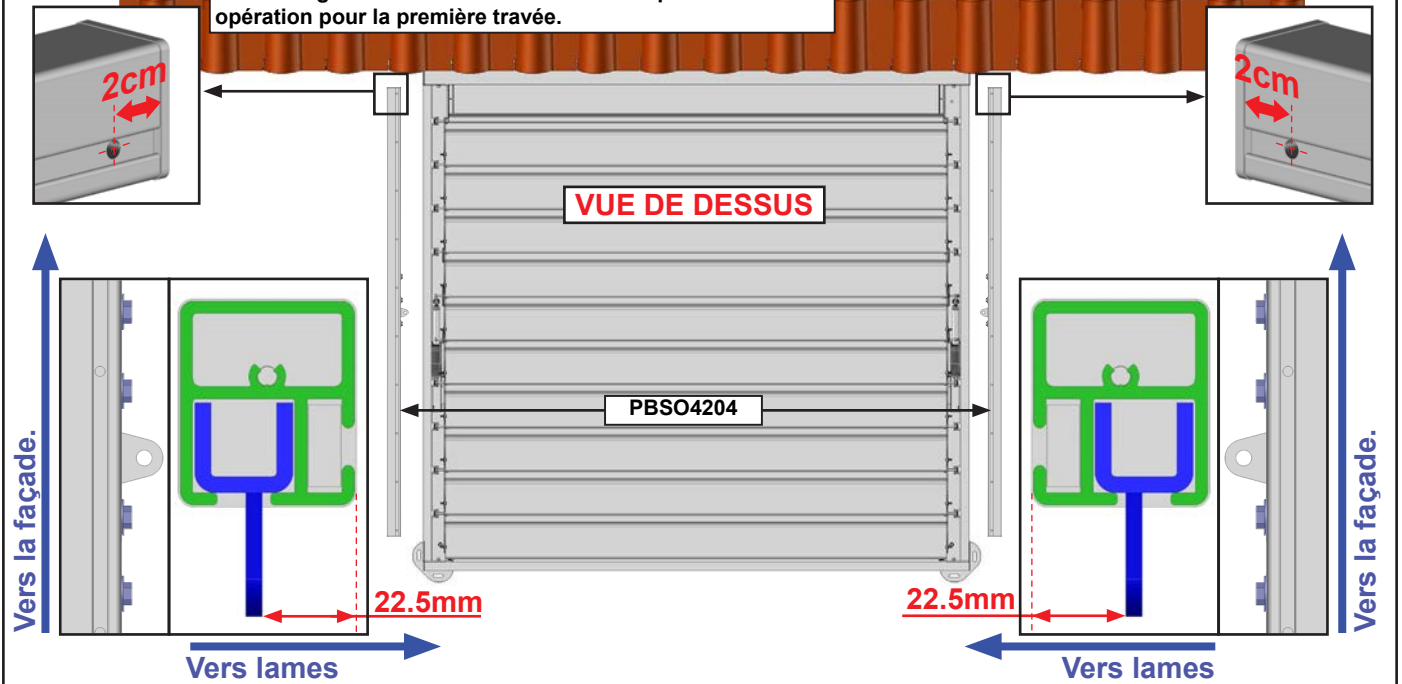 opération pour la première travée.
2cm
2cm
VUE DE DESSUS
PBSO4204
Vers la façade.
Vers la façade.
22.5mm
22.5mm
Vers lames
Vers lames